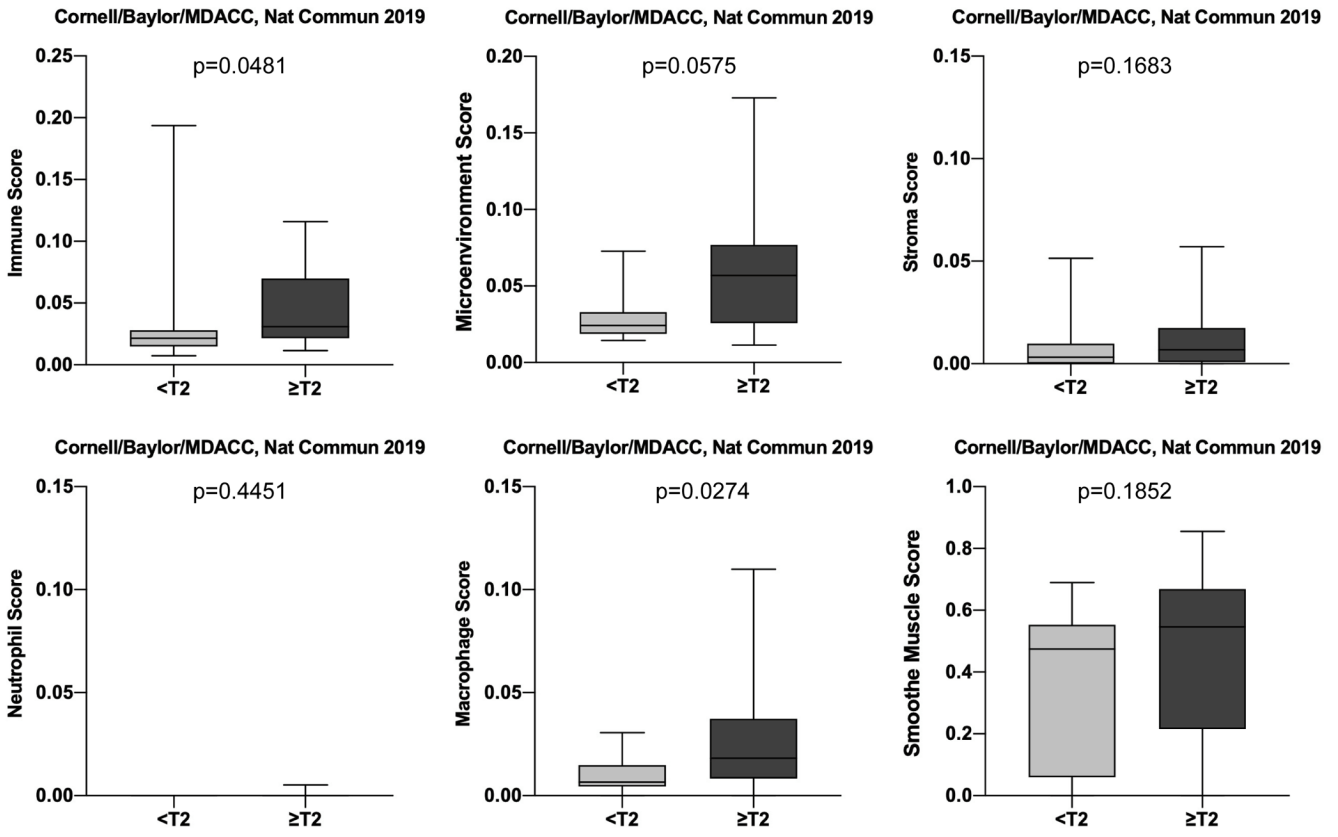 Cornell/Baylor/MDACC, Nat Commun 2019
p=0.0481
Immune Score
0.25
0.20
0.15
0.10
0.05
0.00
<T2
≥T2
Cornell/Baylor/MDACC, Nat Commun 2019
p=0.0575
Microenvironment Score
0.20
0.15
0.10
0.05
0.00
<T2
≥T2
Cornell/Baylor/MDACC, Nat Commun 2019
p=0.1683
Stroma Score
0.15
0.10
0.05
0.00
<T2
≥T2
Cornell/Baylor/MDACC, Nat Commun 2019
p=0.4451
Neutrophil Score
0.15
0.10
0.05
0.00
<T2
≥T2
Cornell/Baylor/MDACC, Nat Commun 2019
p=0.0274
Macrophage Score
0.15
0.10
0.05
0.00
<T2
≥T2
Cornell/Baylor/MDACC, Nat Commun 2019
p=0.1852
Smoothe Muscle Score
1.0
0.8
0.6
0.4
0.2
0.0
<T2
≥T2